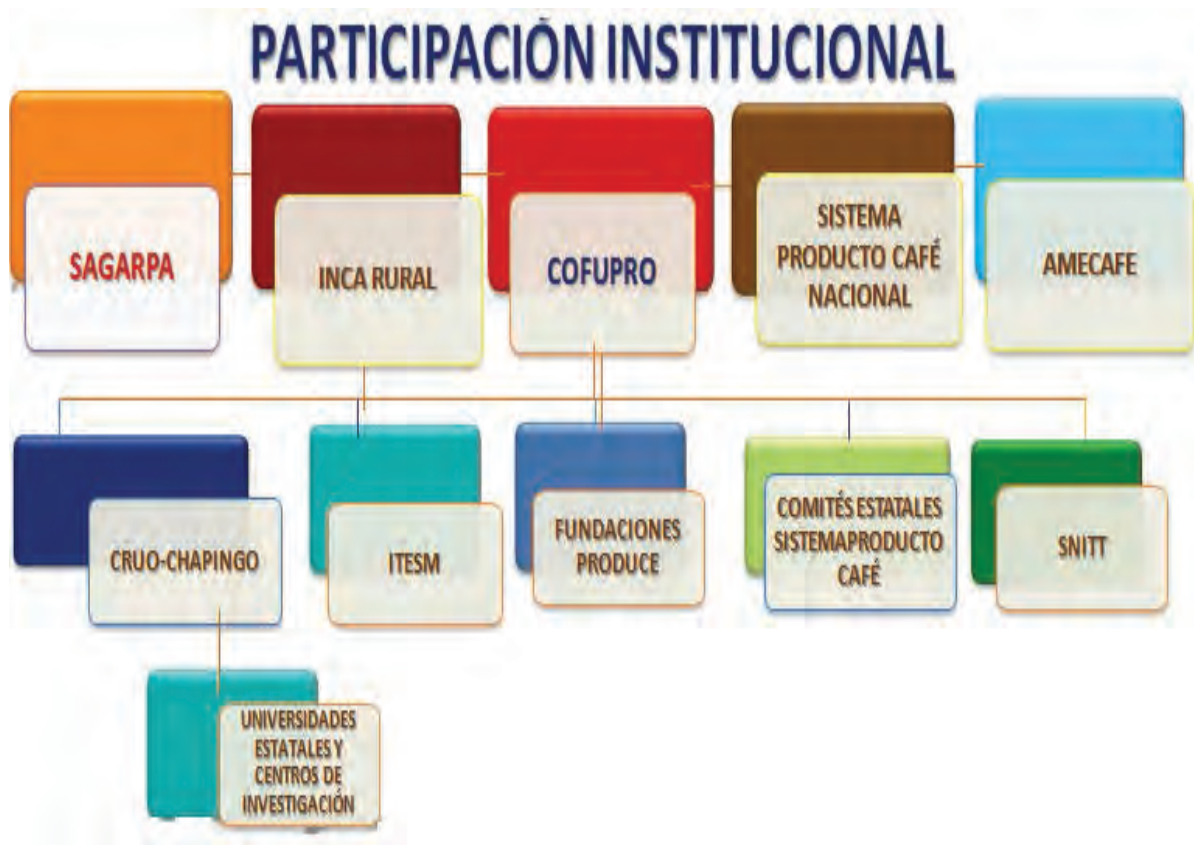 PARTICIPACIÓN INSTITUCIONAL
SAGARPA
INCA RURAL
COFUPRO
SISTEMA
PRODUCTO CAFÉ
NACIONAL
AMECAFE
CRUO-CHAPINGO
ITESM
FUNDACIONES
PRODUCE
COMITÉS ESTATALES
SISTEMAPRODUCTO
CAFÉ
SNITT
UNIVERSIDADES
ESTATALES Y
CENTROS DE
INVESTIGACIÓN